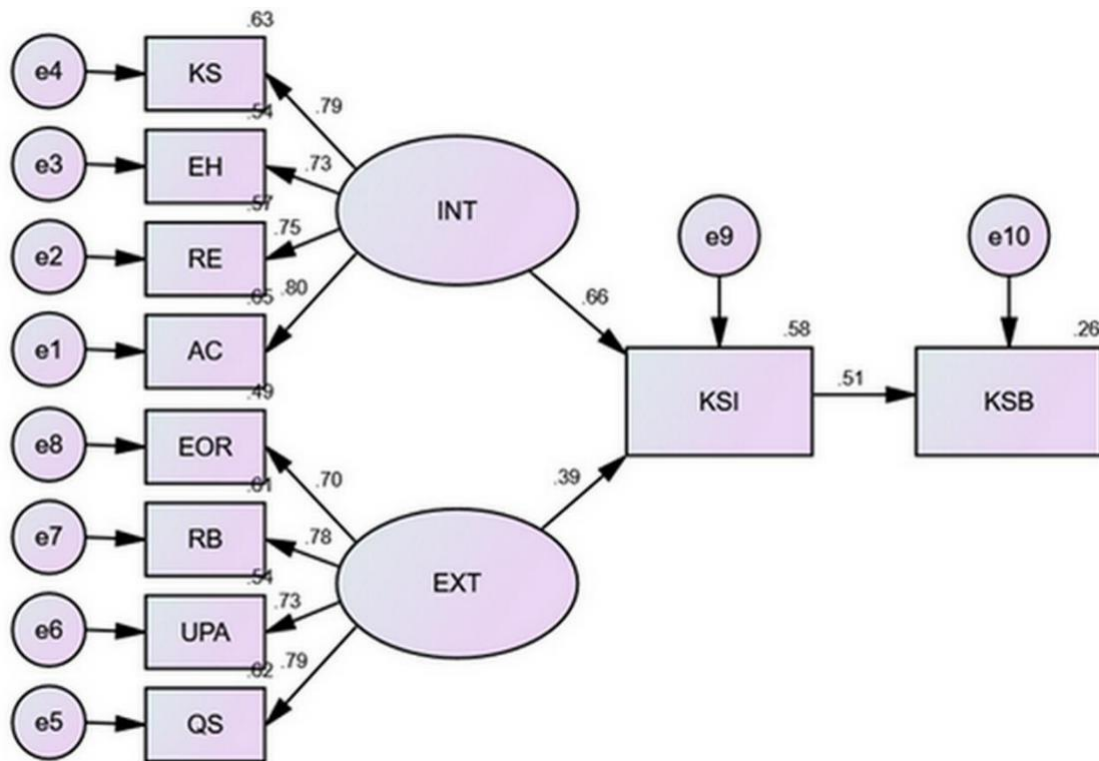 .63
e4
KS
.79
.54
e3
EH
.73
.57
e2
RE
.75
.65
.80
e1
AC
INT
.66
e9
e10
.58
.26
KSI
.51
KSB
.49
e8
EOR
.70
.61
e7
RB
.78
.54
e6
UPA
.73
.62
.79
e5
QS
EXT
.39